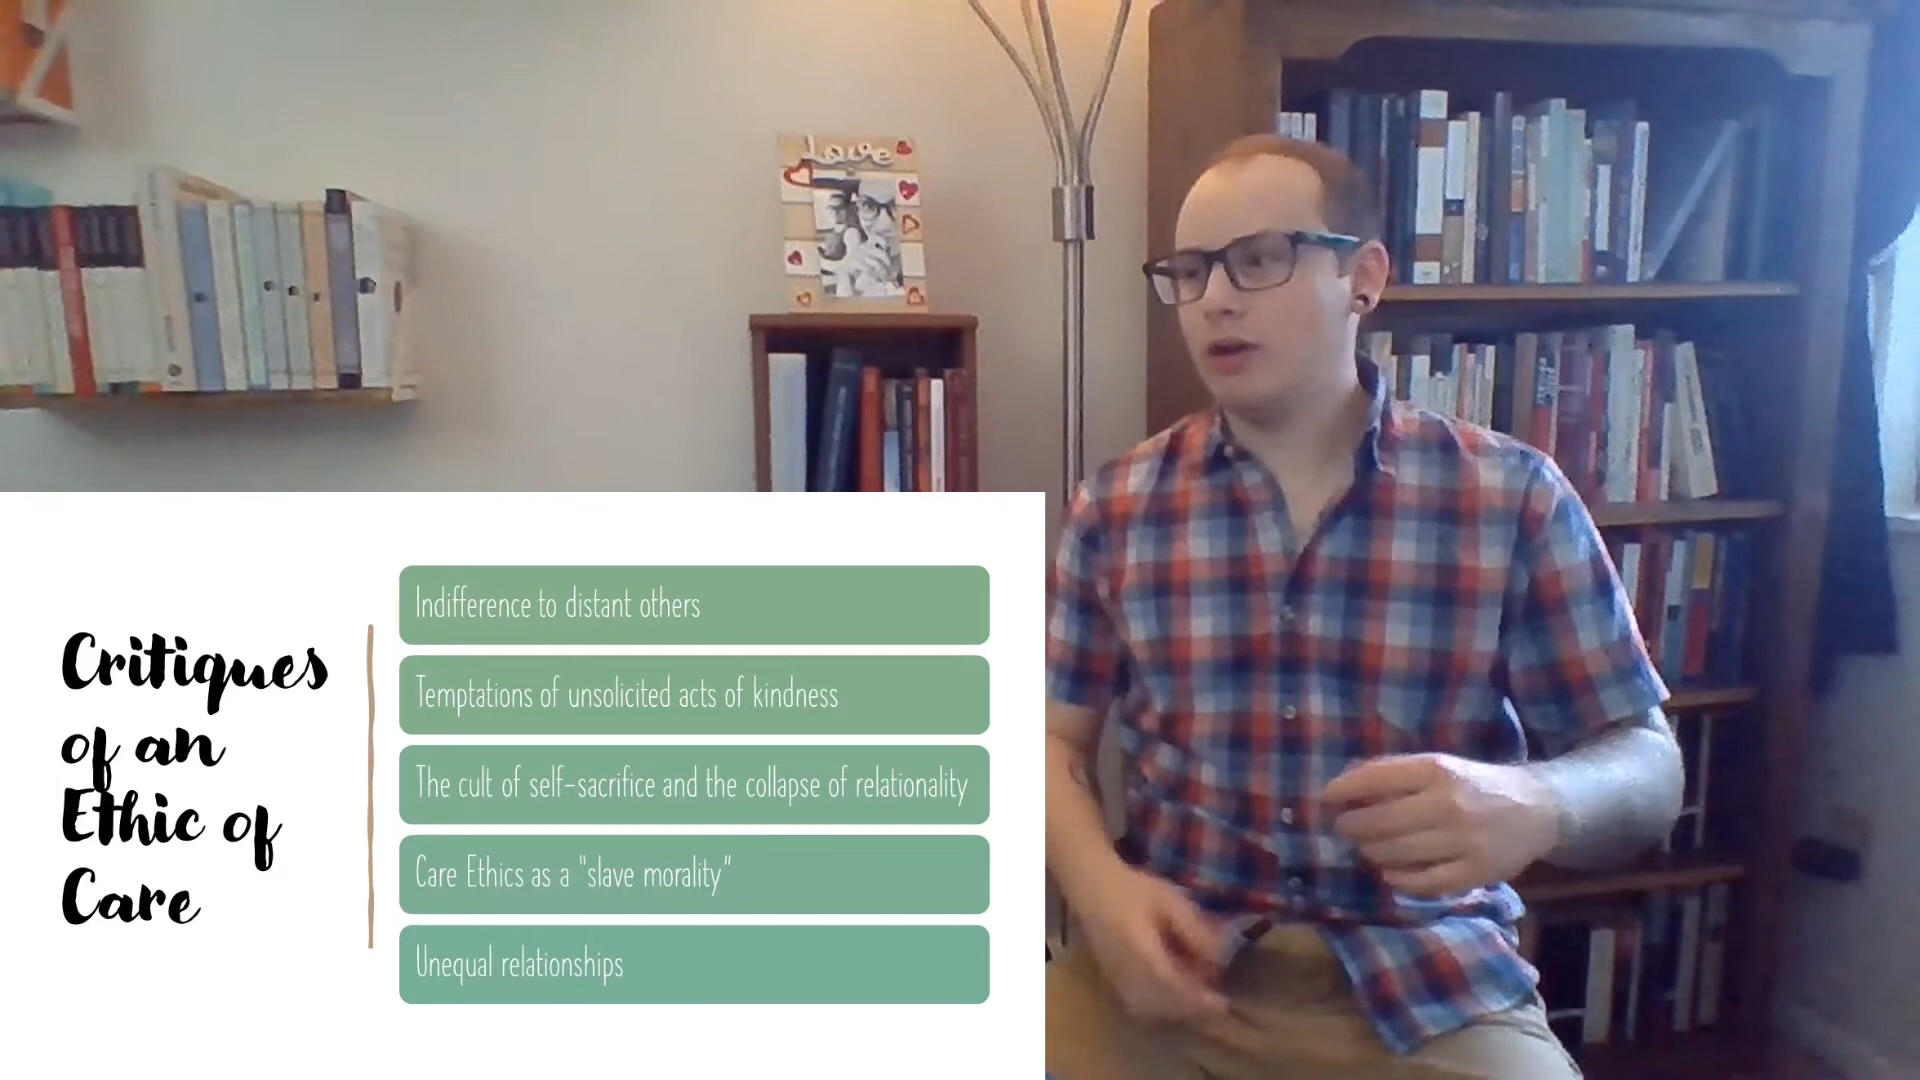 Love
Critiques
of an
Ethic of
Care
Indifference to distant others
Temptations of unsolicited acts of kindness
The cult of self-sacrifice and the collapse of relationality
Care Ethics as a "slave morality"
Unequal relationships